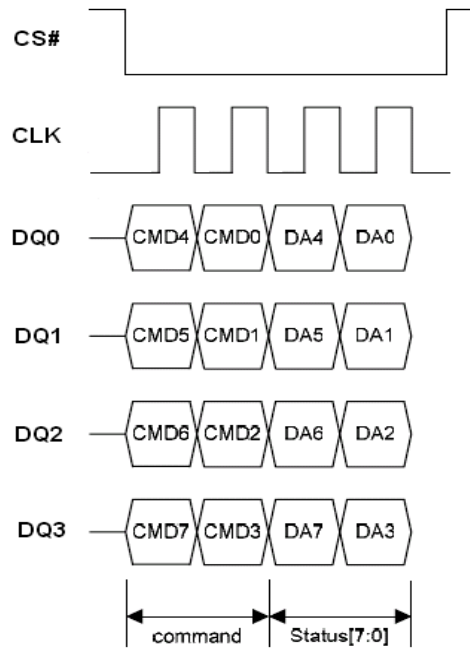 CS#
CLK
DQ0 CMD4 CMD0 DA4 DA0
DQ1 CMD5 CMD1 DA5 DA1
DQ2 CMD6 CMD2 DA6 DA2
DQ3 CMD7 CMD3 DA7 DA3
command Status[7:0]